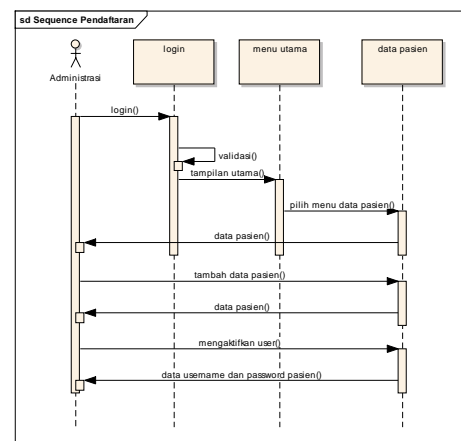 sd Sequence Pendaftaran
Administrasi
login
menu utama
data pasien
login()
validasi()
tampilan utama()
pilih menu data pasien()
data pasien()
tambah data pasien()
data pasien()
mengaktifkan user()
data username dan password pasien()